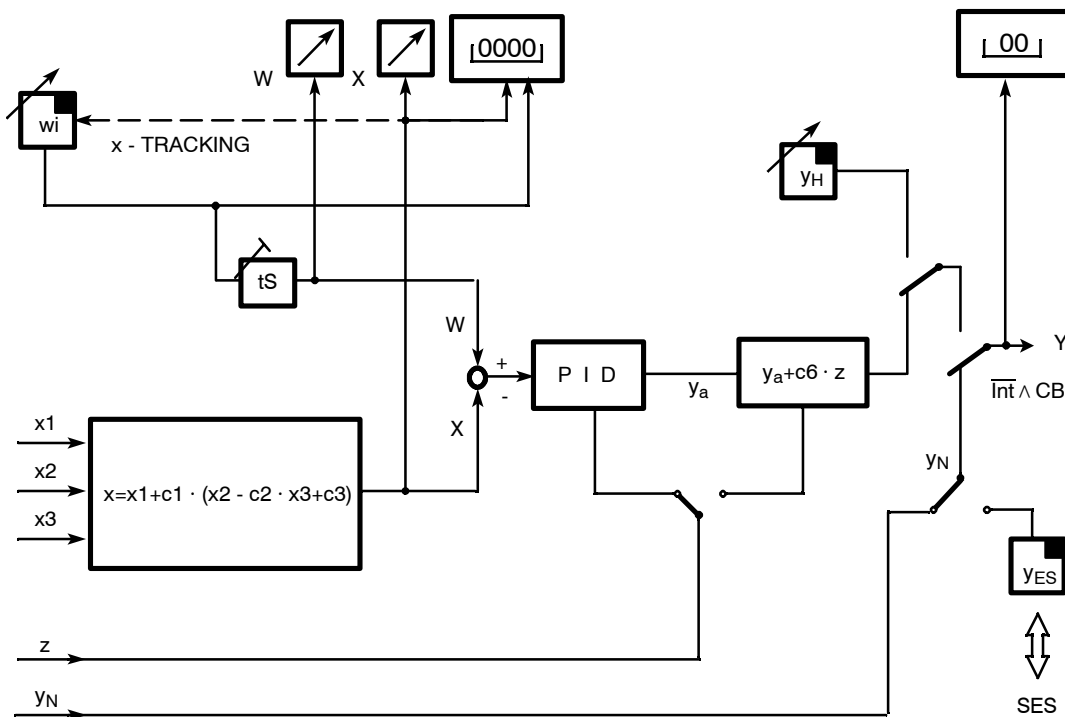 0000
00
W
X
wi
x - TRACKING
yH
tS
W
Y
+
P I D
ya
ya+c6 · z
-
Int ∧ CB
X
x1
x2
x3
x=x1+c1 · (x2 - c2 · x3+c3)
yN
yES
z
yN
SES